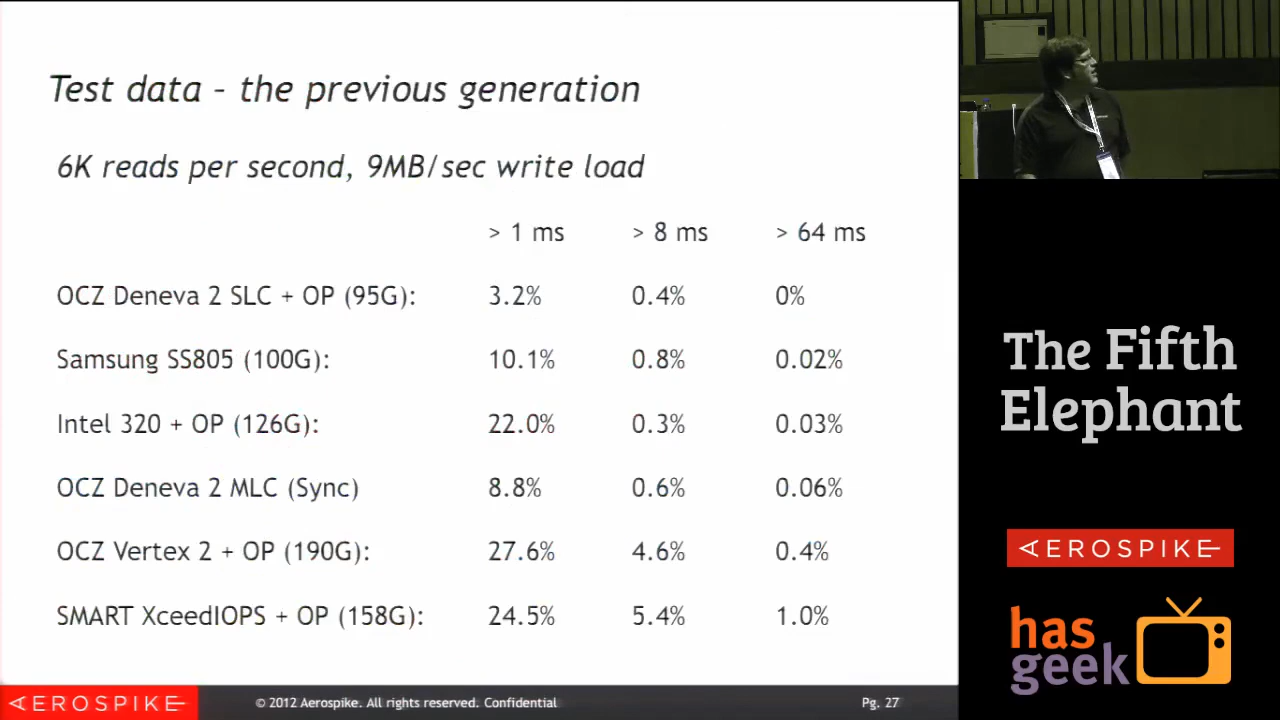 Test data – the previous generation
6K reads per second, 9MB/sec write load
> 1 ms > 8 ms > 64 ms
OCZ Deneva 2 SLC + OP (95G): 3.2% 0.4% 0%
Samsung SS805 (100G): 10.1% 0.8% 0.02%
Intel 320 + OP (126G): 22.0% 0.3% 0.03%
OCZ Deneva 2 MLC (Sync) 8.8% 0.6% 0.06%
OCZ Vertex 2 + OP (190G): 27.6% 4.6% 0.4%
SMART XceedIOPS + OP (158G): 24.5% 5.4% 1.0%
AEROSPIKE © 2012 Aerospike. All rights reserved. Confidential Pg. 27
The Fifth
Elephant
AEROSPIKE
has
geek